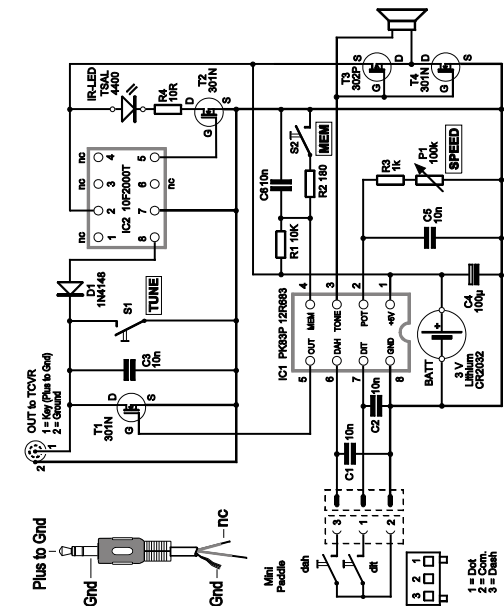 OUT to TCVR
1 = Key (Plus to Gnd)
2 = Ground
1
2
T1
301N
D
G
S
C3
10n
S1
TUNE
D1
1N4148
nc
nc
nc
1
2
3
4
IC2 10F2000T
8
7
6
5
nc
IR-LED
TSAL
4400
R4
10R
T2
301N
D
G
S
C6 10n
S2
MEM
R1 10K
R2 180
T3
302P
S
D
G
T4
301N
D
S
G
R3
1k
P1
100k
SPEED
C5
10n
C4
100µ
IC1 PK83P 12R683
4
3
2
1
MEM
TONE
POT
+6V
OUT
DAH
DIT
GND
5
6
7
8
BATT
3 V
Lithium
CR2032
C1
10n
C2
10n
3
1
2
Mini
Paddle
dah
dit
3
2
1
1 = Dot
2 = Com.
3 = Dash
Plus to Gnd
Gnd
Gnd
nc